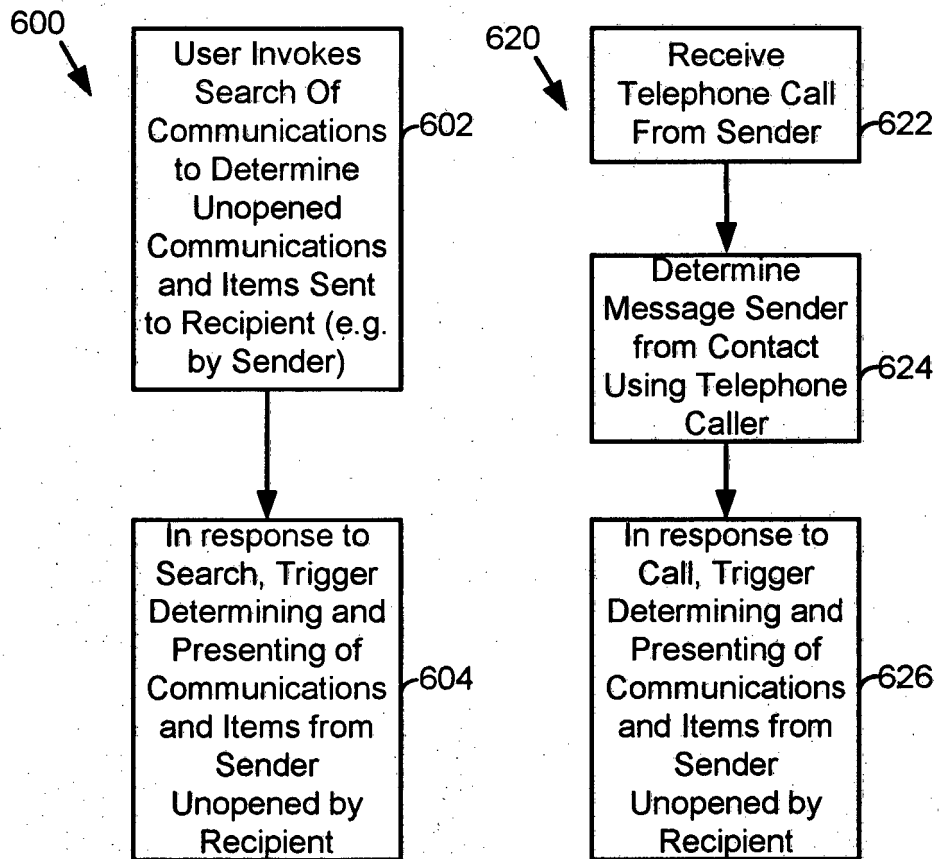 600
User Invokes
Search Of
Communications
to Determine
Unopened
Communications
and Items Sent
to Recipient (e.g.
by Sender)
602
In response to
Search, Trigger
Determining and
Presenting of
Communications
and Items from
Sender
Unopened by
Recipient
604
620
Receive
Telephone Call
From Sender
622
Determine
Message Sender
from Contact
Using Telephone
Caller
624
In response to
Call, Trigger
Determining and
Presenting of
Communications
and Items from
Sender
Unopened by
Recipient
626